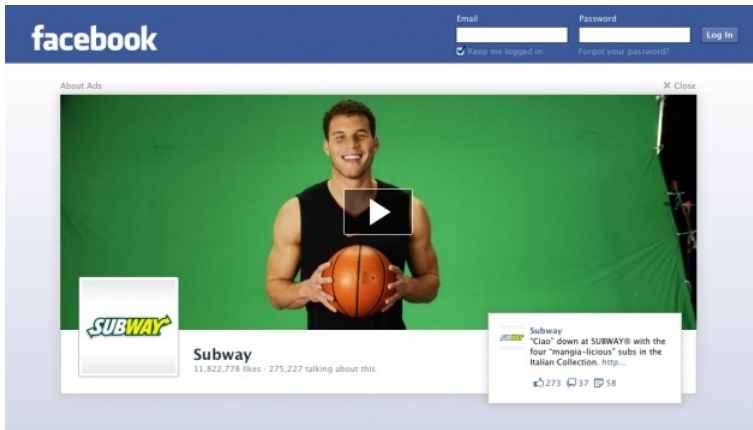 Email
Password
facebook
Log In
Keep me logged in
Forgot your password?
About Ads
Close
SUBWAY
Subway
11,822,778 likes · 275,227 talking about this
SUBWAY
Subway
"Ciao" down at SUBWAY® with the
four "mangia-licious" subs in the
Italian Collection. http...
273 37 58